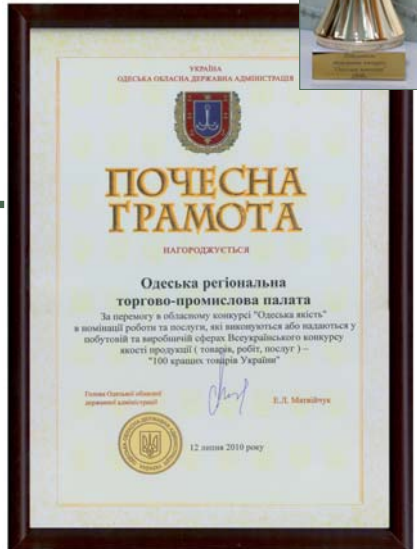 УКРАЇНА
ОДЕСЬКА ОБЛАСНА ДЕРЖАВНА АДМІНІСТРАЦІЯ
ПОЧЕСНА
ГРАМОТА
НАГОРОДЖУЄТЬСЯ
Одеська регіональна
торгово-промислова палата
За перемогу в обласному конкурсі "Одеська якість"
в номінації роботи та послуги, які виконуються або надаються у
побутовій та виробничій сферах Всеукраїнського конкурсу
якості продукції ( товарів, робіт, послуг ) –
"100 кращих товарів України"
Голова Одеської обласної
державної адміністрації
Е.Л. Матвійчук
12 липня 2010 року